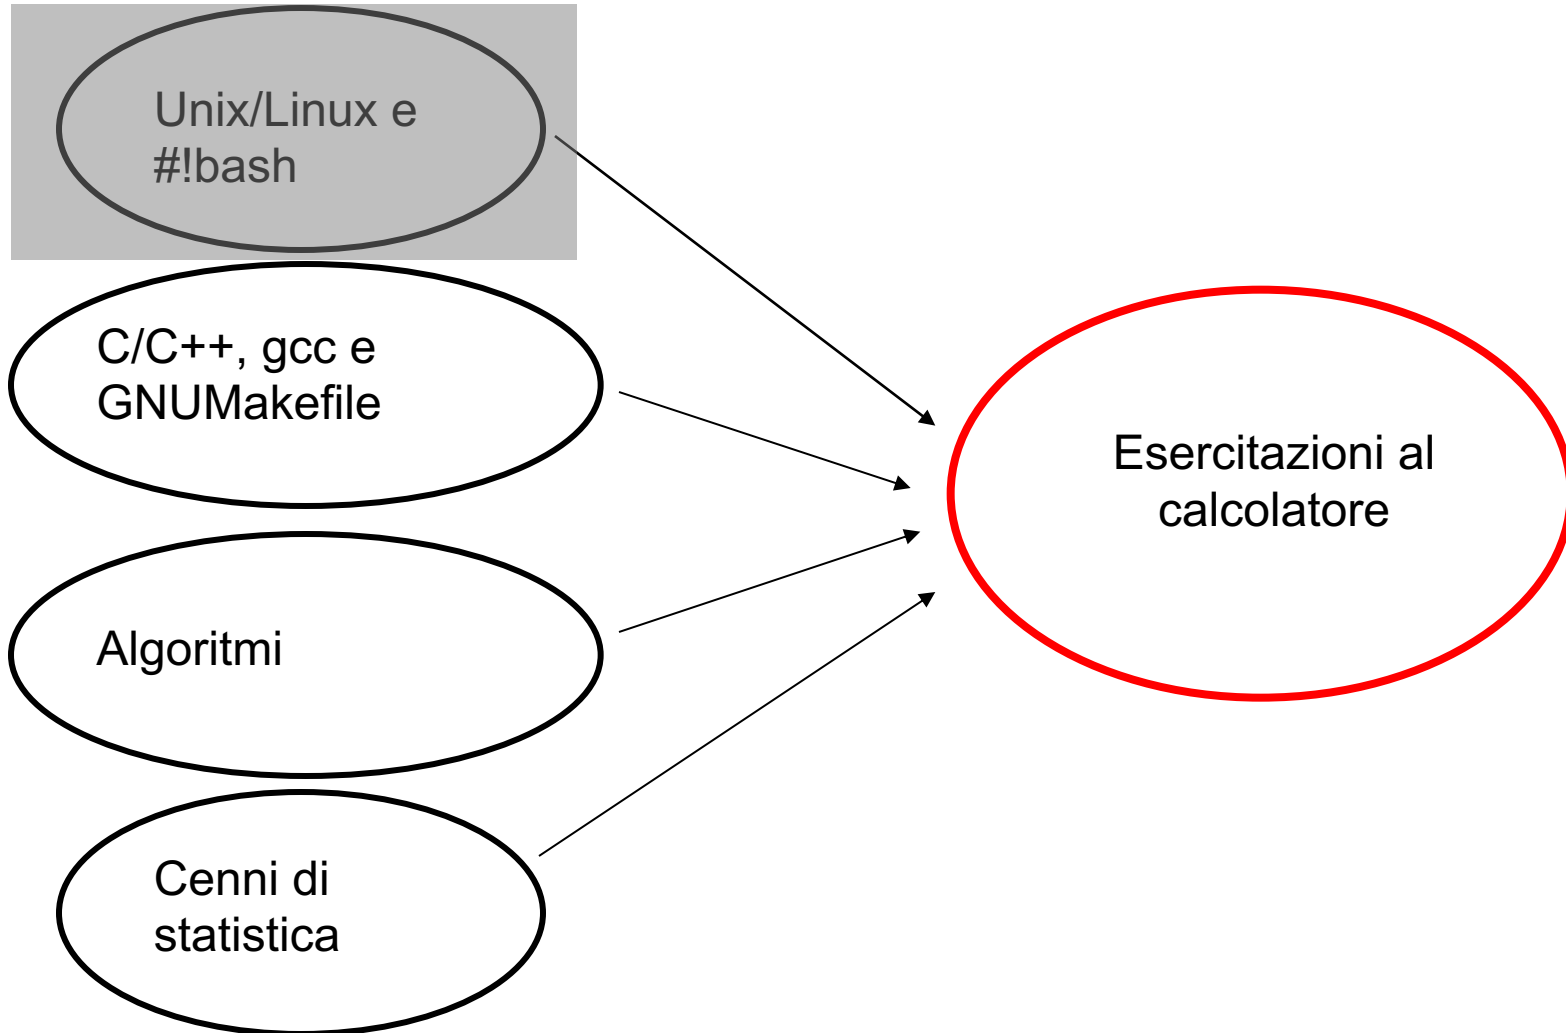 Unix/Linux e
#!bash
C/C++, gcc e
GNUMakefile
Esercitazioni al
calcolatore
Algoritmi
Cenni di
statistica